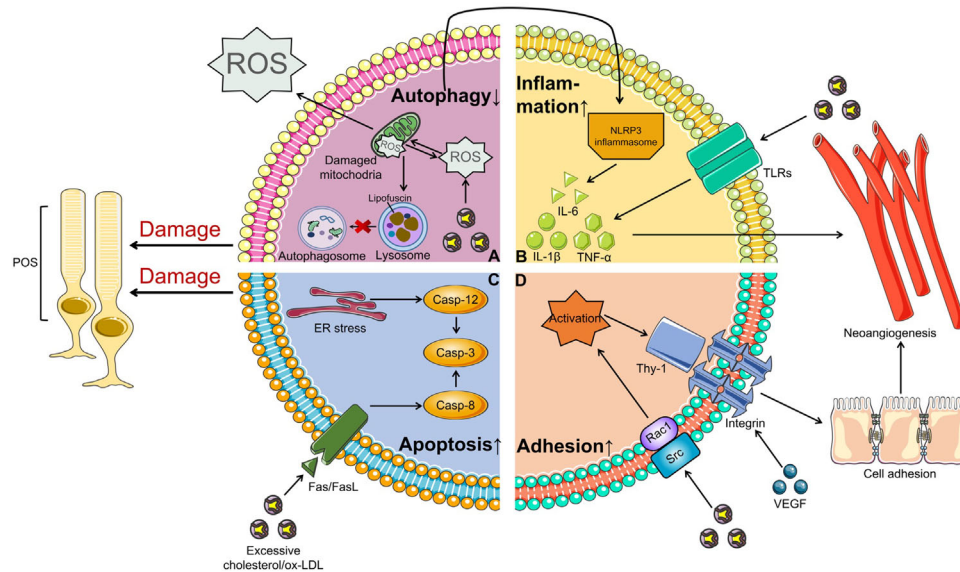 ROS
Autophagy↓
ROS
ROS
Damaged
mitochodria
Lipofuscin
Autophagosome
Lysosome
A
Inflam-
mation↑
NLRP3
inflammasome
IL-6
IL-1β
TNF-α
B
TLRs
Neoangiogenesis
POS
Damage
Damage
C
ER stress
Casp-12
Casp-3
Casp-8
Apoptosis↑
Fas/FasL
Excessive
cholesterol/ox-LDL
D
Activation
Thy-1
Rac1
Src
Adhesion↑
Integrin
VEGF
Cell adhesion